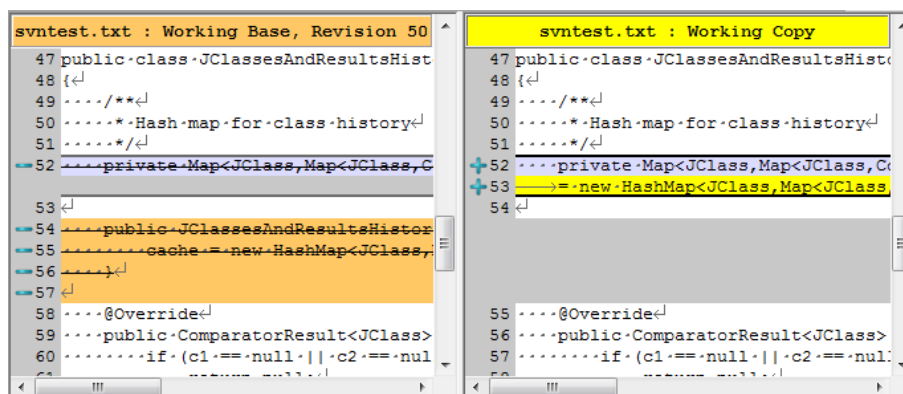 svntest.txt : Working Base, Revision 50
47 public·class·JClassesAndResultsHist
48 {↵
49 ····/**↵
50 ·····*·Hash·map·for·class·history↵
51 ·····*/↵
52 ····private·Map<JClass,Map<JClass,C
53 ↵
54 ····public·JClassesAndResultsHistor
55 ········cache·=·new·HashMap<JClass,
56 ····}↵
57 ↵
58 ····@Override↵
59 ····public·ComparatorResult<JClass>
60 ········if·(c1·==·null·||·c2·==·nul
svntest.txt : Working Copy
47 public·class·JClassesAndResultsHist
48 {↵
49 ····/**↵
50 ·····*·Hash·map·for·class·history↵
51 ·····*/↵
52 ····private·Map<JClass,Map<JClass,Co
53 ⟶=·new·HashMap<JClass,Map<JClass,
54 ↵
55 ····@Override↵
56 ····public·ComparatorResult<JClass>
57 ········if·(c1·==·null·||·c2·==·nul